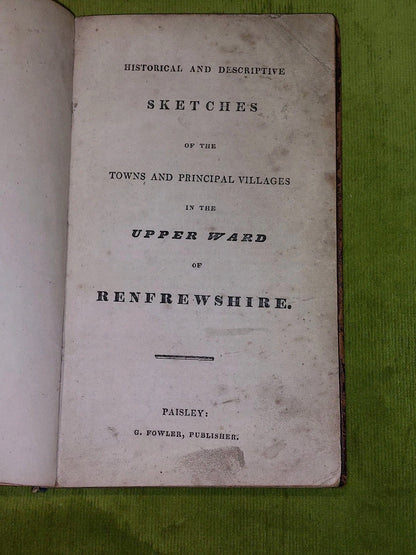 HISTORICAL AND DESCRIPTIVE
SKETCHES
OF THE
TOWNS AND PRINCIPAL VILLAGES
IN THE
UPPER WARD
OF
RENFREWSHIRE.
PAISLEY:
G. FOWLER, PUBLISHER.